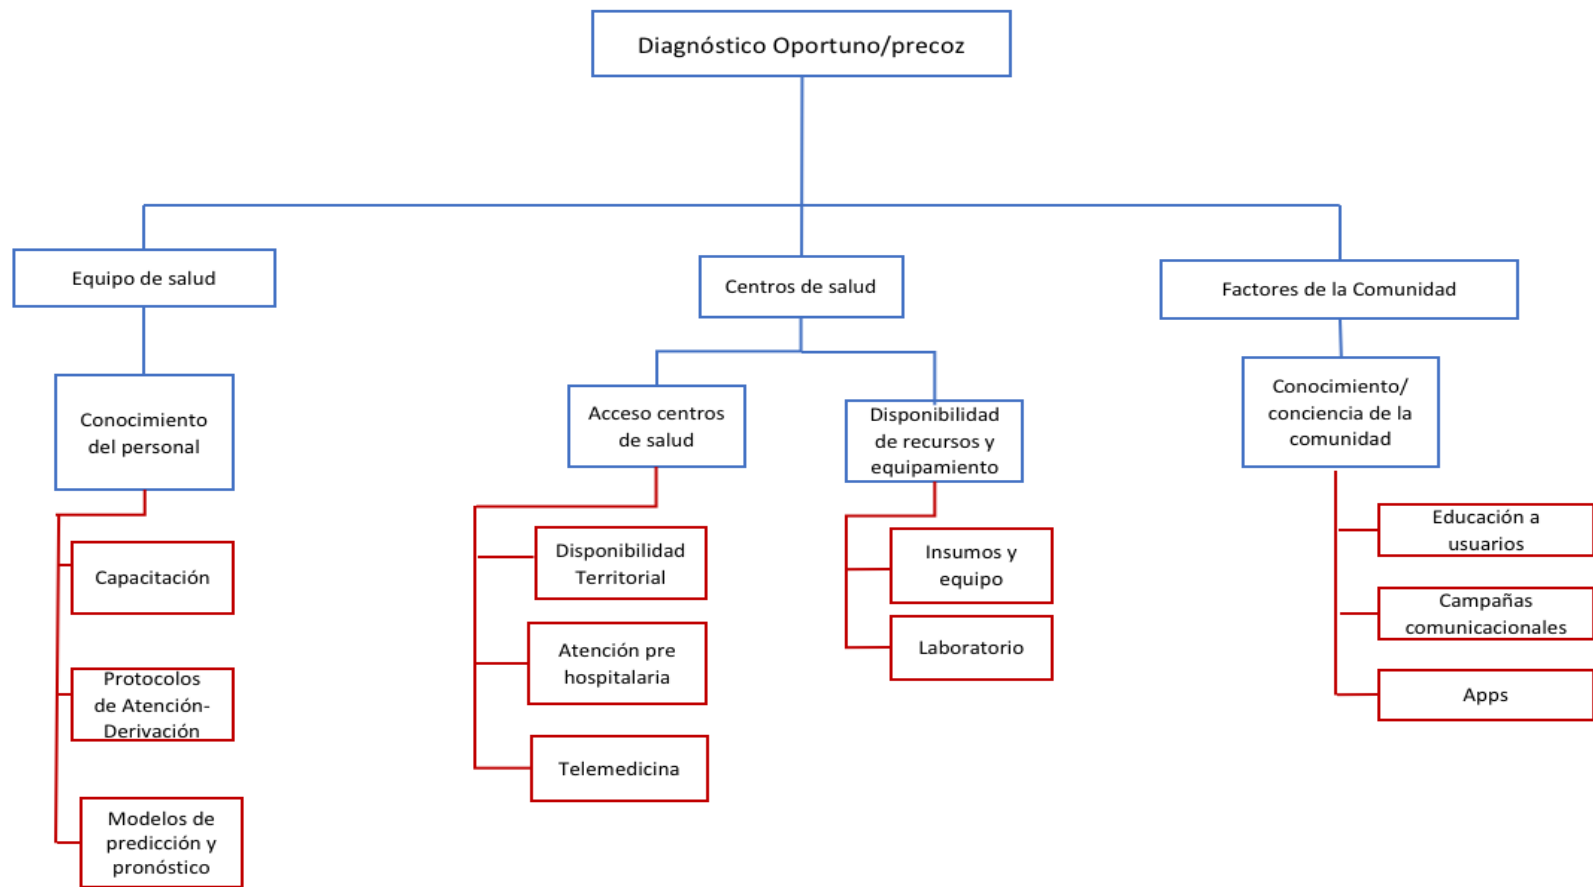 Diagnóstico Oportuno/precoz
Equipo de salud
Centros de salud
Factores de la Comunidad
Conocimiento
del personal
Acceso centros
de salud
Disponibilidad
de recursos y
equipamiento
Conocimiento/
conciencia de la
comunidad
Capacitación
Protocolos
de Atención-
Derivación
Modelos de
predicción y
pronóstico
Disponibilidad
Territorial
Atención pre
hospitalaria
Telemedicina
Insumos y
equipo
Laboratorio
Educación a
usuarios
Campañas
comunicacionales
Apps